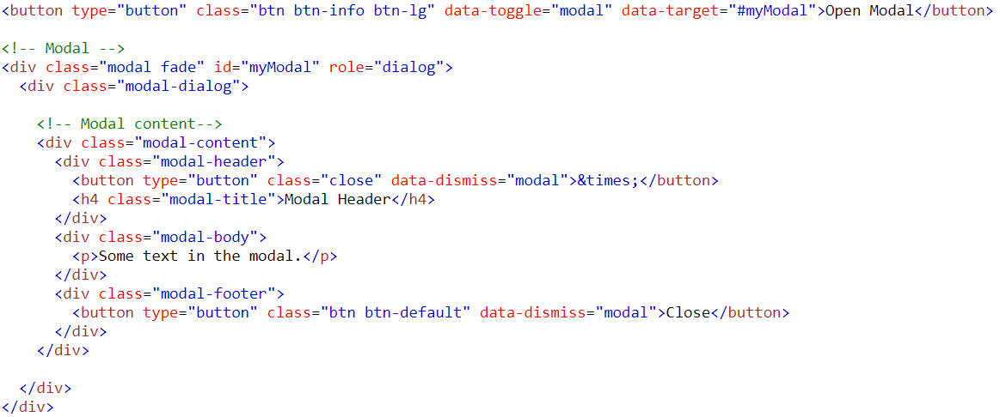 <button type="button" class="btn btn-info btn-lg" data-toggle="modal" data-target="#myModal">Open Modal</button>

<!-- Modal -->
<div class="modal fade" id="myModal" role="dialog">
  <div class="modal-dialog">

    <!-- Modal content-->
    <div class="modal-content">
      <div class="modal-header">
        <button type="button" class="close" data-dismiss="modal">&times;</button>
        <h4 class="modal-title">Modal Header</h4>
      </div>
      <div class="modal-body">
        <p>Some text in the modal.</p>
      </div>
      <div class="modal-footer">
        <button type="button" class="btn btn-default" data-dismiss="modal">Close</button>
      </div>
    </div>

  </div>
</div>